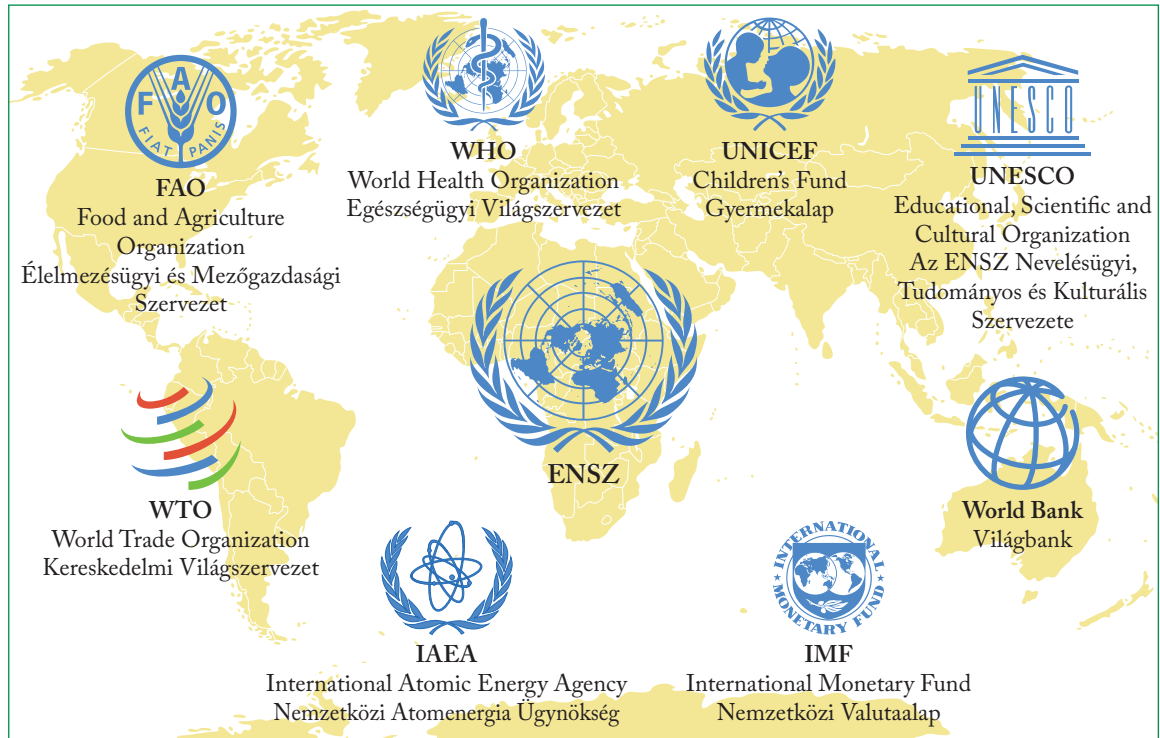 FAO
FIAT PANIS
FAO
Food and Agriculture
Organization
Élelmezésügyi és Mezőgazdasági
Szervezet
WHO
World Health Organization
Egészségügyi Világszervezet
UNICEF
Children's Fund
Gyermekalap
UNESCO
UNESCO
Educational, Scientific and
Cultural Organization
Az ENSZ Nevelésügyi,
Tudományos és Kulturális
Szervezete
ENSZ
WTO
World Trade Organization
Kereskedelmi Világszervezet
World Bank
Világbank
IAEA
International Atomic Energy Agency
Nemzetközi Atomenergia Ügynökség
INTERNATIONAL
MONETARY FUND
IMF
International Monetary Fund
Nemzetközi Valutaalap